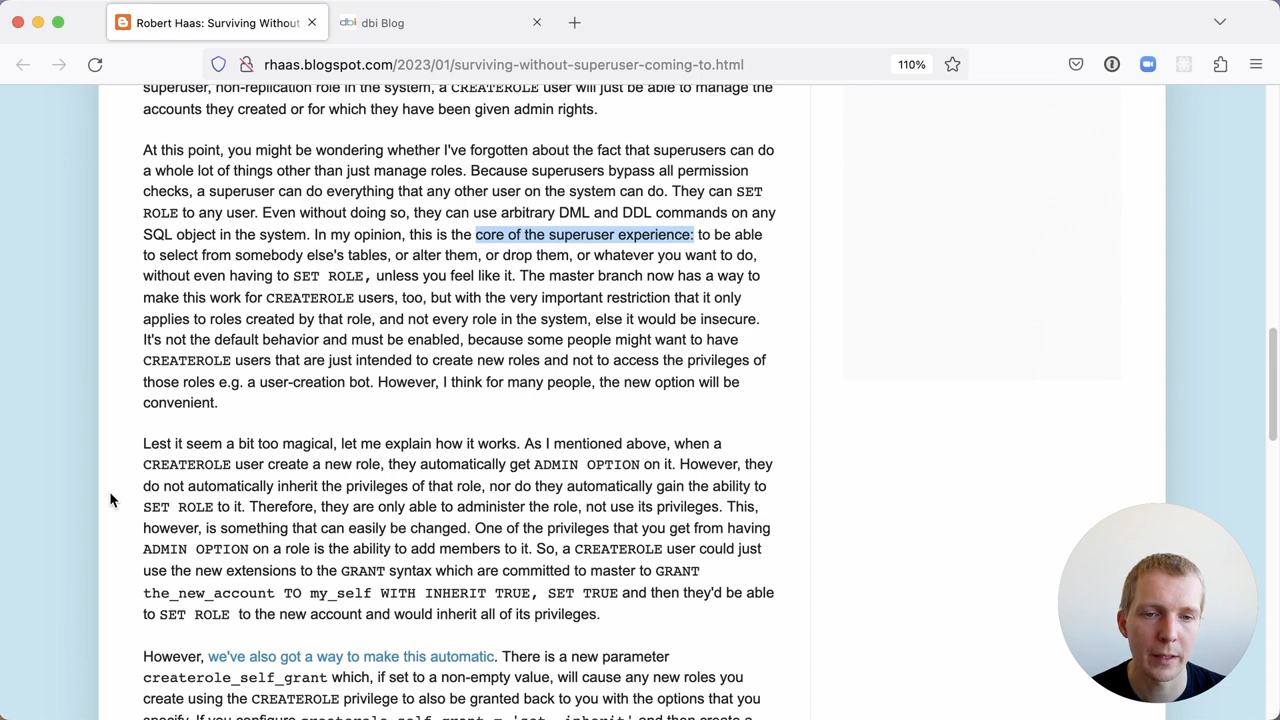 Robert Haas: Surviving Without
dbi dbi Blog
rhaas.blogspot.com/2023/01/surviving-without-superuser-coming-to.html
110%
superuser, non-replication role in the system, a CREATEROLE user will just be able to manage the
accounts they created or for which they have been given admin rights.
At this point, you might be wondering whether I've forgotten about the fact that superusers can do
a whole lot of things other than just manage roles. Because superusers bypass all permission
checks, a superuser can do everything that any other user on the system can do. They can SET
ROLE to any user. Even without doing so, they can use arbitrary DML and DDL commands on any
SQL object in the system. In my opinion, this is the core of the superuser experience: to be able
to select from somebody else's tables, or alter them, or drop them, or whatever you want to do,
without even having to SET ROLE, unless you feel like it. The master branch now has a way to
make this work for CREATEROLE users, too, but with the very important restriction that it only
applies to roles created by that role, and not every role in the system, else it would be insecure.
It's not the default behavior and must be enabled, because some people might want to have
CREATEROLE users that are just intended to create new roles and not to access the privileges of
those roles e.g. a user-creation bot. However, I think for many people, the new option will be
convenient.
Lest it seem a bit too magical, let me explain how it works. As I mentioned above, when a
CREATEROLE user create a new role, they automatically get ADMIN OPTION on it. However, they
do not automatically inherit the privileges of that role, nor do they automatically gain the ability to
SET ROLE to it. Therefore, they are only able to administer the role, not use its privileges. This,
however, is something that can easily be changed. One of the privileges that you get from having
ADMIN OPTION on a role is the ability to add members to it. So, a CREATEROLE user could just
use the new extensions to the GRANT syntax which are committed to master to GRANT
the_new_account TO my_self WITH INHERIT TRUE, SET TRUE and then they'd be able
to SET ROLE to the new account and would inherit all of its privileges.
However, we've also got a way to make this automatic. There is a new parameter
createrole_self_grant which, if set to a non-empty value, will cause any new roles you
create using the CREATEROLE privilege to also be granted back to you with the options that you
specify. If you configure createrole_self_grant = 'set, inherit' and then create a